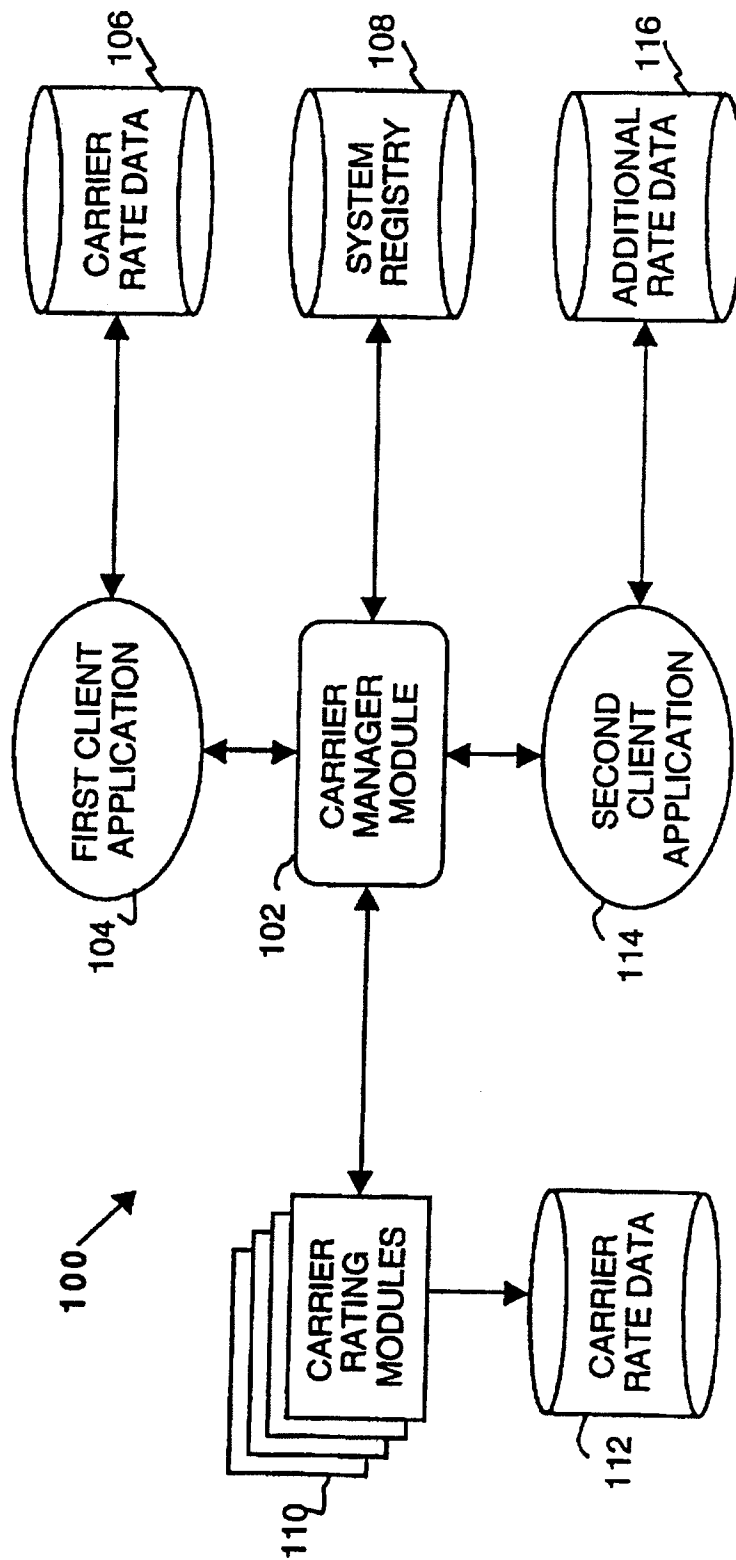 100
110
CARRIER
RATING
MODULES
112
CARRIER
RATE DATA
104
FIRST CLIENT
APPLICATION
102
CARRIER
MANAGER
MODULE
114
SECOND
CLIENT
APPLICATION
106
CARRIER
RATE DATA
108
SYSTEM
REGISTRY
116
ADDITIONAL
RATE DATA